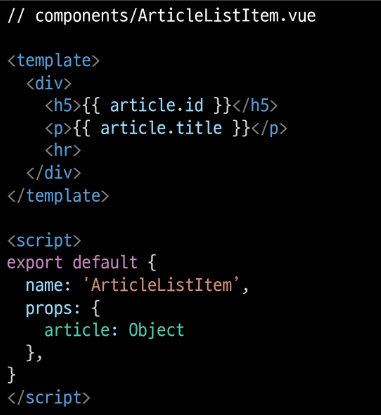 // components/ArticleListItem.vue

<template>
  <div>
    <h5>{{ article.id }}</h5>
    <p>{{ article.title }}</p>
    <hr>
  </div>
</template>

<script>
export default {
  name: 'ArticleListItem’,
  props: {
    article: Object
  },
}
</script>